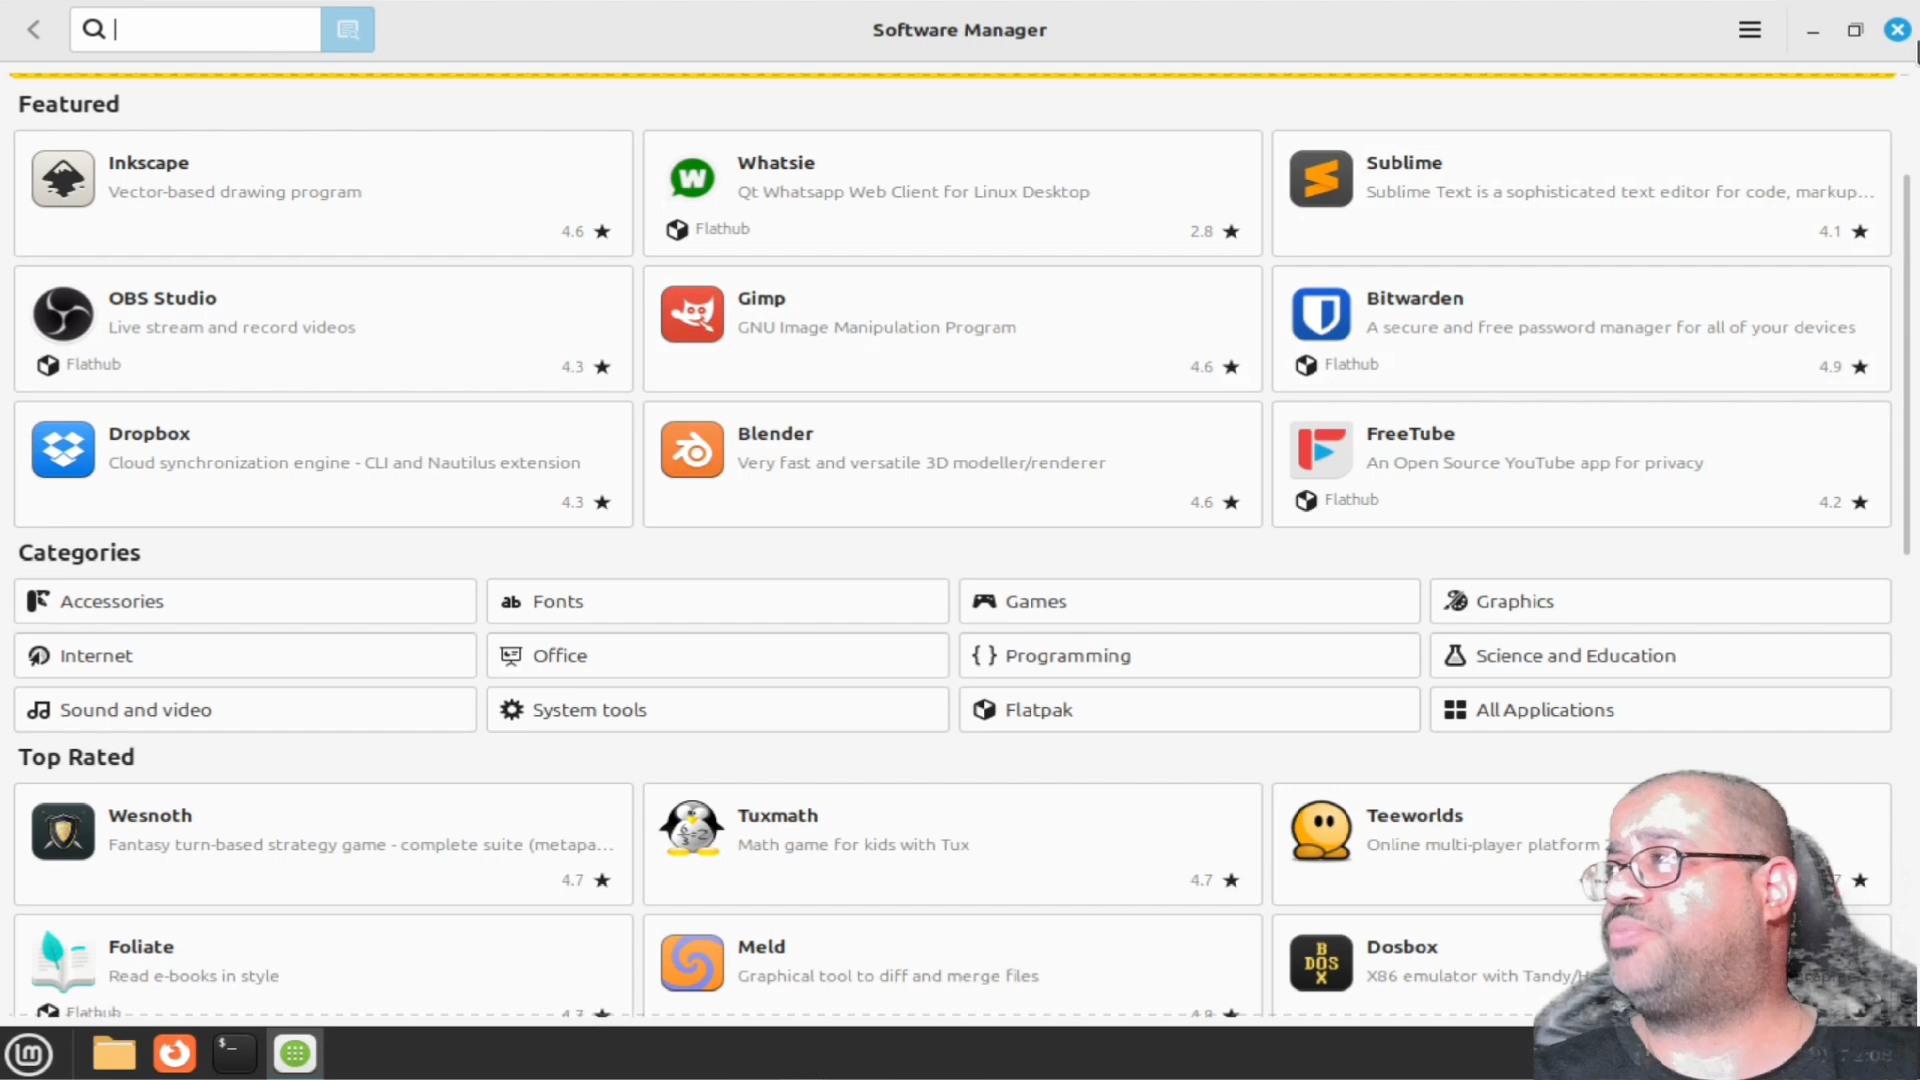 Software Manager
Featured
Inkscape
Vector-based drawing program
4.6
Whatsie
Qt Whatsapp Web Client for Linux Desktop
Flathub
2.8
Sublime
Sublime Text is a sophisticated text editor for code, markup...
4.1
OBS Studio
Live stream and record videos
Flathub
4.3
Gimp
GNU Image Manipulation Program
4.6
Bitwarden
A secure and free password manager for all of your devices
Flathub
4.9
Dropbox
Cloud synchronization engine - CLI and Nautilus extension
4.3
Blender
Very fast and versatile 3D modeller/renderer
4.6
FreeTube
An Open Source YouTube app for privacy
Flathub
4.2
Categories
Accessories
ab Fonts
Games
Graphics
Internet
Office
{ } Programming
Science and Education
Sound and video
System tools
Flatpak
All Applications
Top Rated
Wesnoth
Fantasy turn-based strategy game - complete suite (metapa...
4.7
Tuxmath
Math game for kids with Tux
4.7
Teeworlds
Online multi-player platform
Foliate
Read e-books in style
Flathub
Meld
Graphical tool to diff and merge files
BOXDOS
Dosbox
X86 emulator with Tandy/H